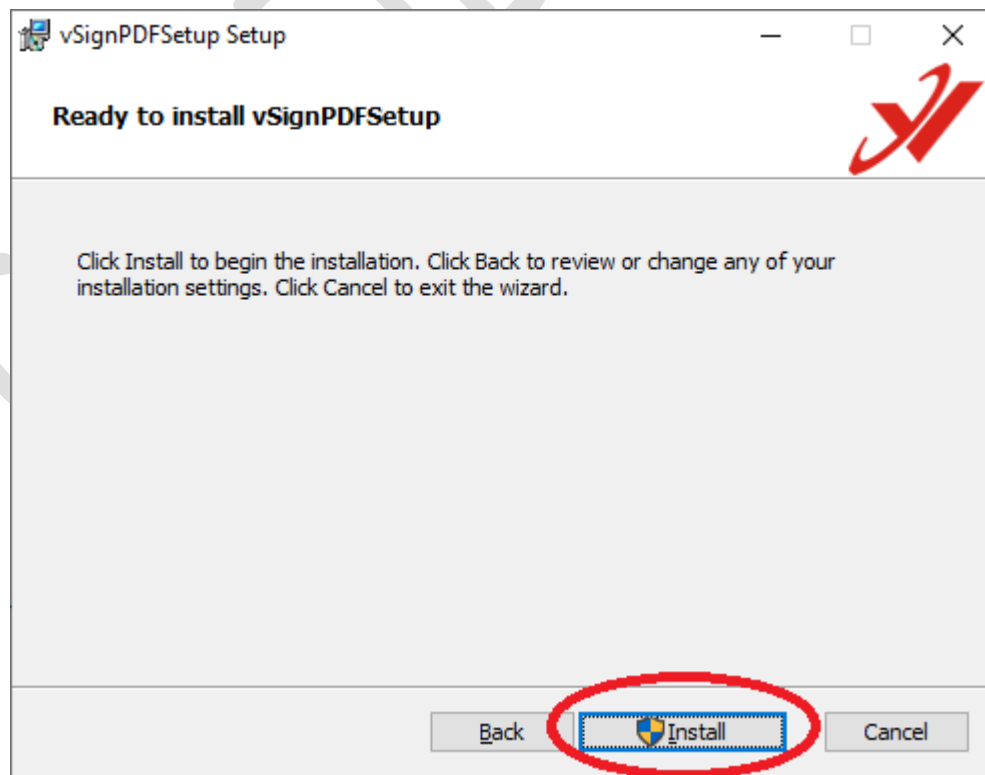 vSignPDFSetup Setup
Ready to install vSignPDFSetup
Click Install to begin the installation. Click Back to review or change any of your
installation settings. Click Cancel to exit the wizard.
Back Install Cancel